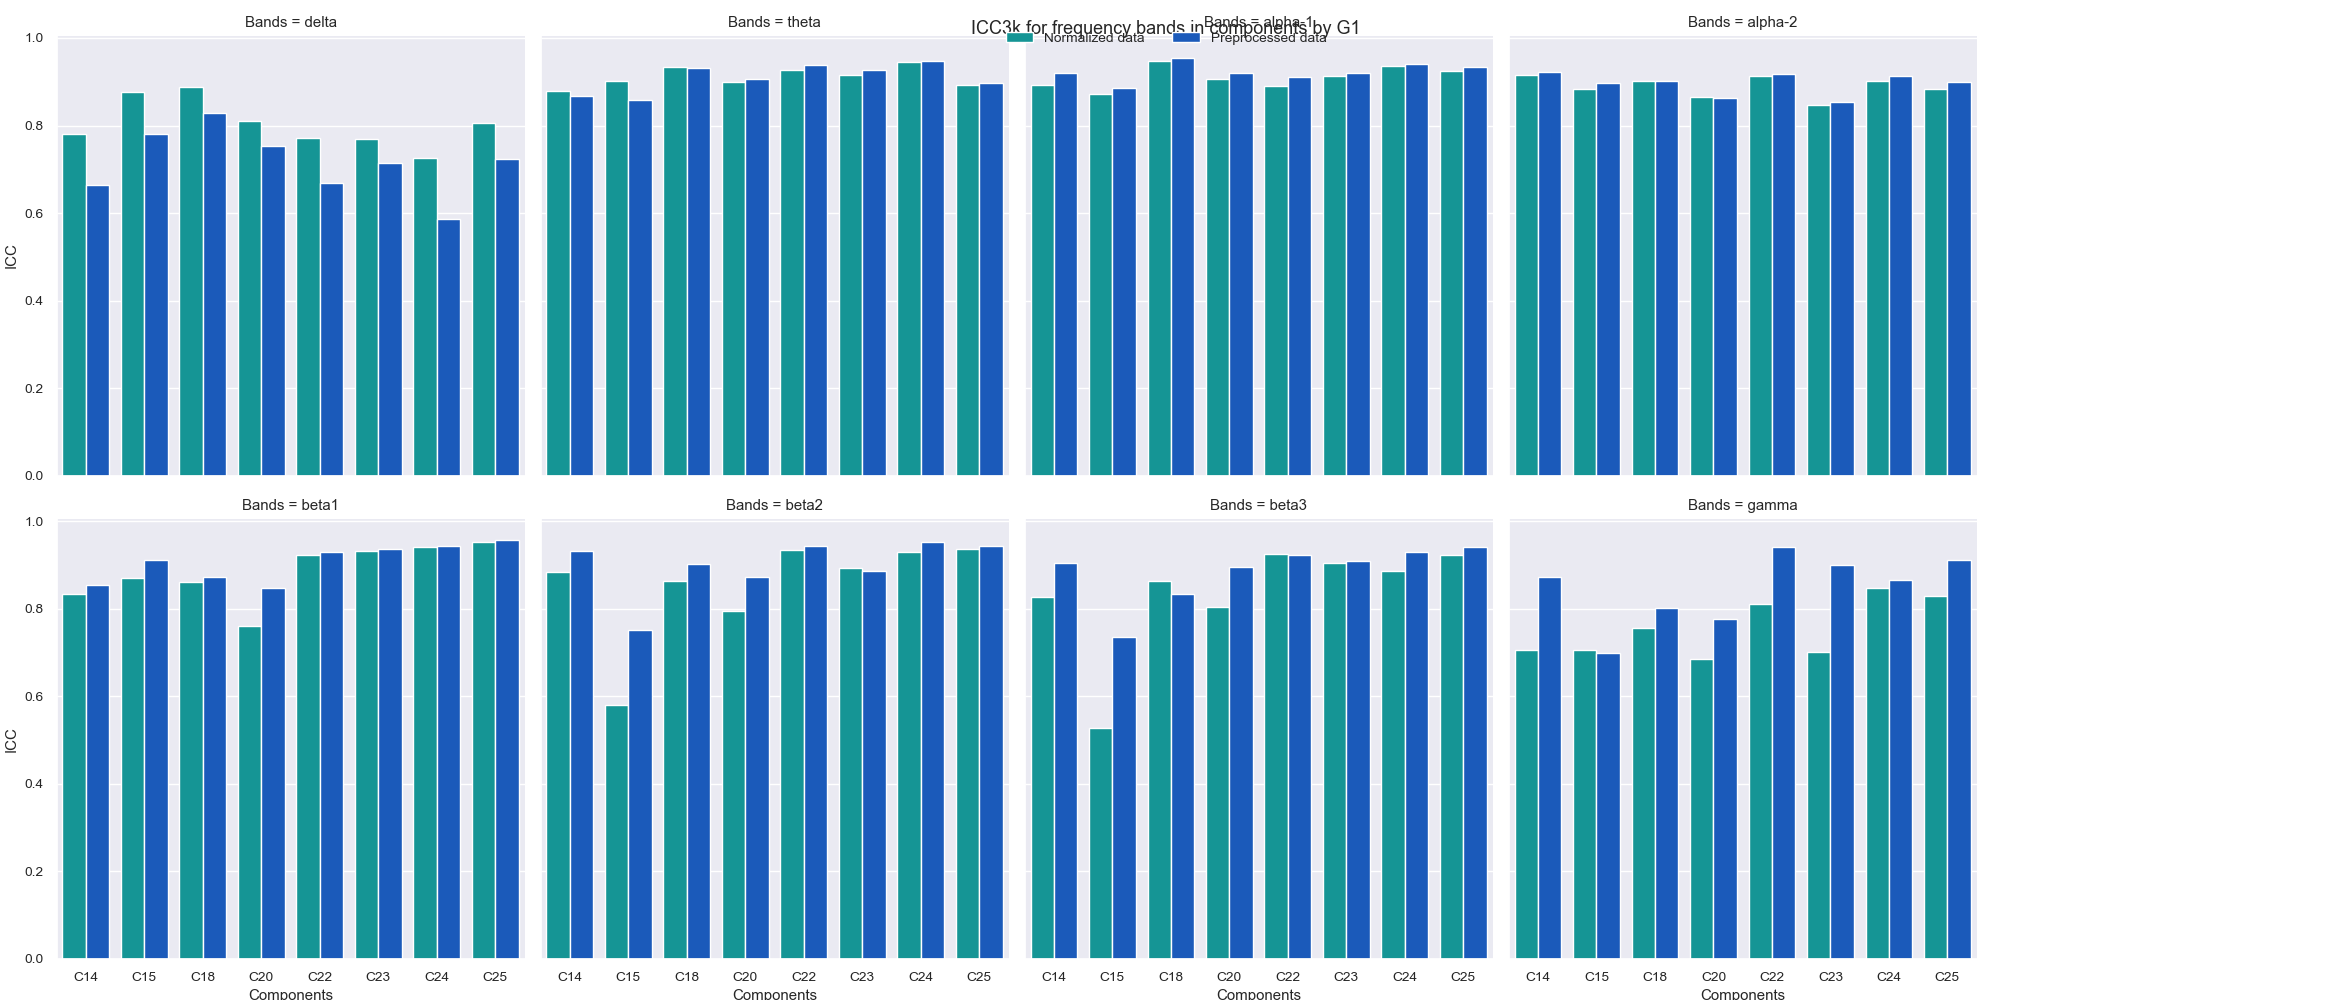 ICC3k for frequency bands in components by G1
Normalized data Preprocessed data
Bands = delta
Bands = theta
Bands = alpha-1
Bands = alpha-2
1.0
0.8
0.6
0.4
0.2
0.0
ICC
Bands = beta1
Bands = beta2
Bands = beta3
Bands = gamma
1.0
0.8
0.6
0.4
0.2
0.0
ICC
C14 C15 C18 C20 C22 C23 C24 C25
Components
C14 C15 C18 C20 C22 C23 C24 C25
Components
C14 C15 C18 C20 C22 C23 C24 C25
Components
C14 C15 C18 C20 C22 C23 C24 C25
Components